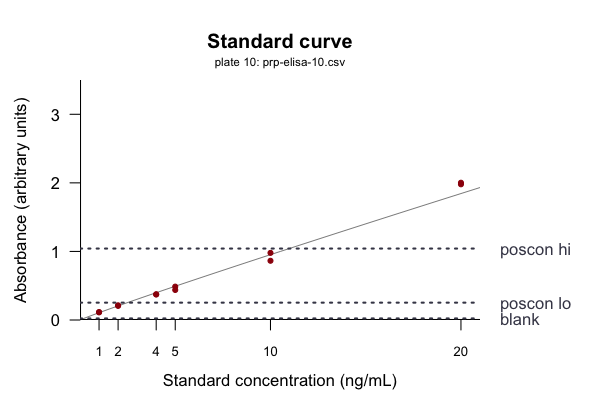 Standard curve
plate 10: prp-elisa-10.csv
Absorbance (arbitrary units)
3
2
1
0
poscon hi
poscon lo
blank
1 2 4 5 10 20
Standard concentration (ng/mL)